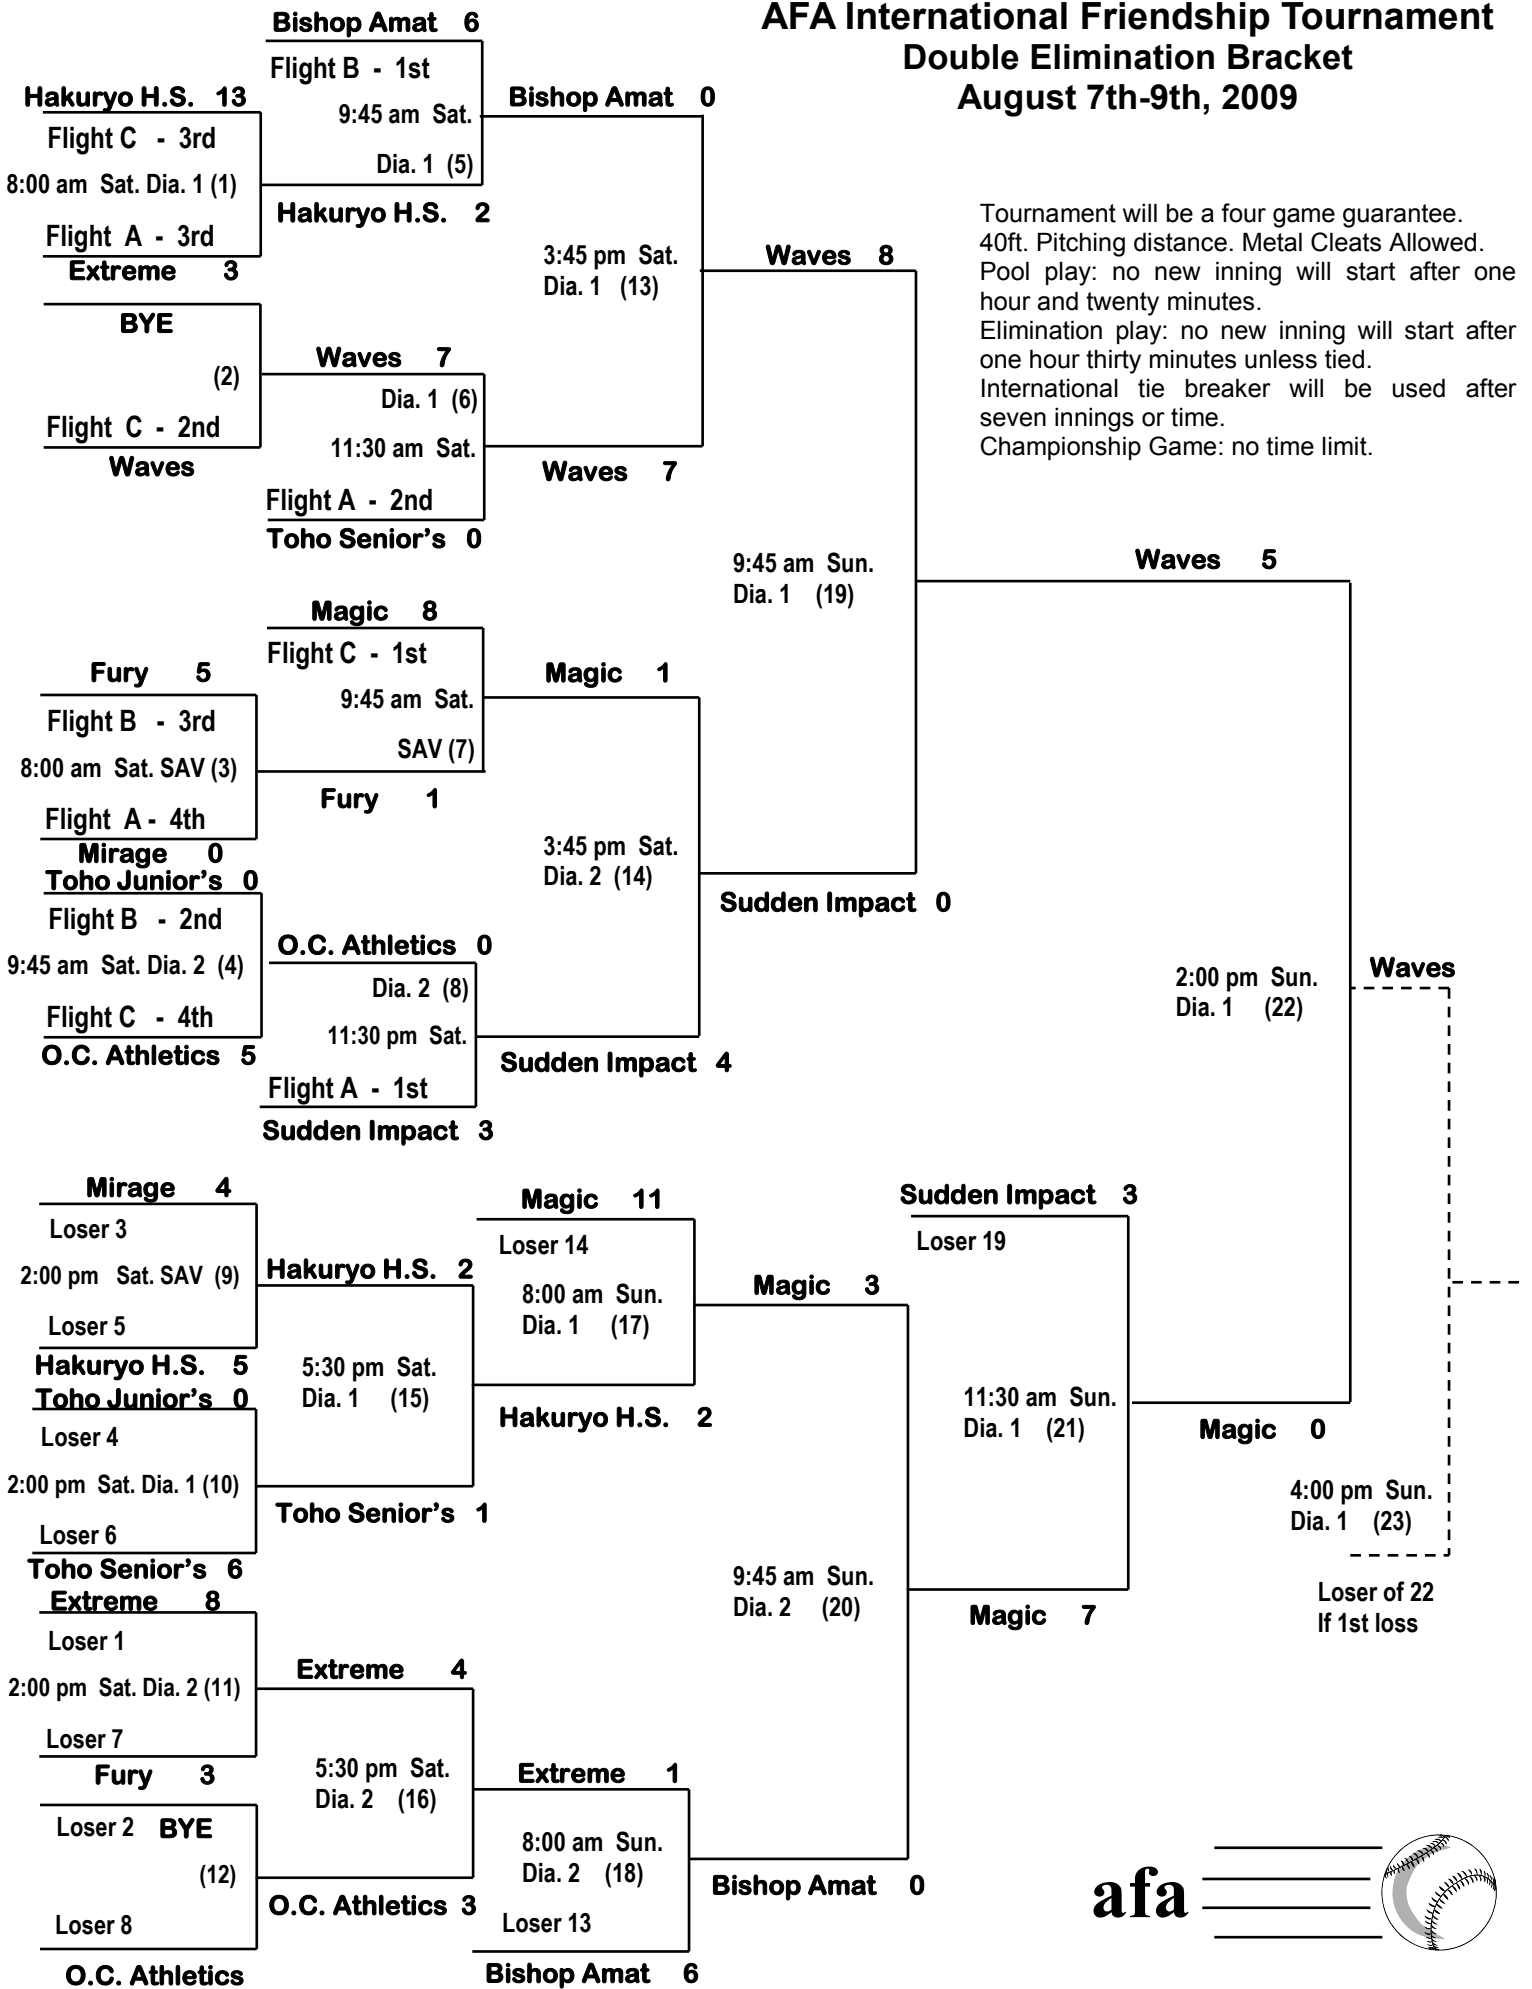 AFA International Friendship Tournament
Double Elimination Bracket
August 7th-9th, 2009
Tournament will be a four game guarantee.
40ft. Pitching distance. Metal Cleats Allowed.
Pool play: no new inning will start after one
hour and twenty minutes.
Elimination play: no new inning will start after
one hour thirty minutes unless tied.
International tie breaker will be used after
seven innings or time.
Championship Game: no time limit.
Hakuryo H.S. 13
Flight C - 3rd
8:00 am Sat. Dia. 1 (1)
Flight A - 3rd
Extreme 3
BYE
(2)
Flight C - 2nd
Waves
Fury 5
Flight B - 3rd
8:00 am Sat. SAV (3)
Flight A - 4th
Mirage 0
Toho Junior's 0
Flight B - 2nd
9:45 am Sat. Dia. 2 (4)
Flight C - 4th
O.C. Athletics 5
Bishop Amat 6
Flight B - 1st
9:45 am Sat.
Dia. 1 (5)
Hakuryo H.S. 2
Waves 7
Dia. 1 (6)
11:30 am Sat.
Flight A - 2nd
Toho Senior's 0
Magic 8
Flight C - 1st
9:45 am Sat.
SAV (7)
Fury 1
O.C. Athletics 0
Dia. 2 (8)
11:30 pm Sat.
Flight A - 1st
Sudden Impact 3
Bishop Amat 0
3:45 pm Sat.
Dia. 1 (13)
Waves 7
Magic 1
3:45 pm Sat.
Dia. 2 (14)
Sudden Impact 4
Waves 8
9:45 am Sun.
Dia. 1 (19)
Sudden Impact 0
Waves 5
2:00 pm Sun.
Dia. 1 (22)
Magic 0
Waves
4:00 pm Sun.
Dia. 1 (23)
Loser of 22
If 1st loss
Mirage 4
Loser 3
2:00 pm Sat. SAV (9)
Loser 5
Hakuryo H.S. 5
Toho Junior's 0
Loser 4
2:00 pm Sat. Dia. 1 (10)
Loser 6
Toho Senior's 6
Extreme 8
Loser 1
2:00 pm Sat. Dia. 2 (11)
Loser 7
Fury 3
Loser 2 BYE
(12)
Loser 8
O.C. Athletics
Hakuryo H.S. 2
5:30 pm Sat.
Dia. 1 (15)
Toho Senior's 1
Extreme 4
5:30 pm Sat.
Dia. 2 (16)
O.C. Athletics 3
Magic 11
Loser 14
8:00 am Sun.
Dia. 1 (17)
Hakuryo H.S. 2
Extreme 1
8:00 am Sun.
Dia. 2 (18)
Loser 13
Bishop Amat 6
Magic 3
9:45 am Sun.
Dia. 2 (20)
Bishop Amat 0
Sudden Impact 3
Loser 19
11:30 am Sun.
Dia. 1 (21)
Magic 7
afa